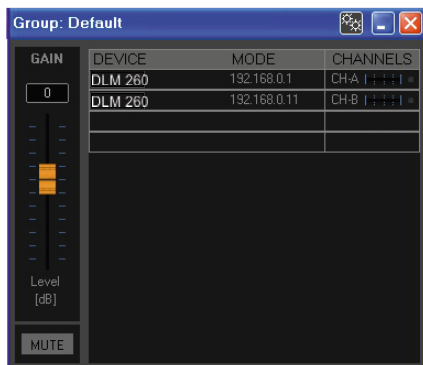 Group: Default
GAIN
DEVICE MODE CHANNELS
0
DLM 260 192.168.0.1 CH-A
DLM 260 192.168.0.11 CH-B
Level
[dB]
MUTE